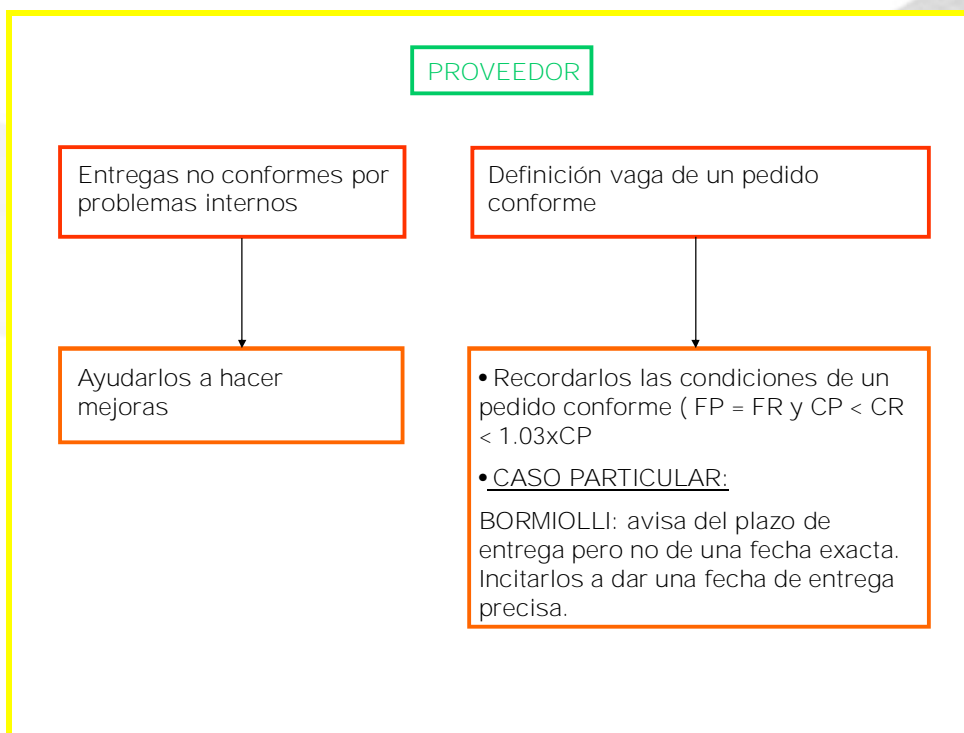 PROVEEDOR
Entregas no conformes por
problemas internos
Definición vaga de un pedido
conforme
Ayudarlos a hacer
mejoras
• Recordarlos las condiciones de un
pedido conforme ( FP = FR y CP < CR
< 1.03xCP
• CASO PARTICULAR:
BORMIOLLI: avisa del plazo de
entrega pero no de una fecha exacta.
Incitarlos a dar una fecha de entrega
precisa.